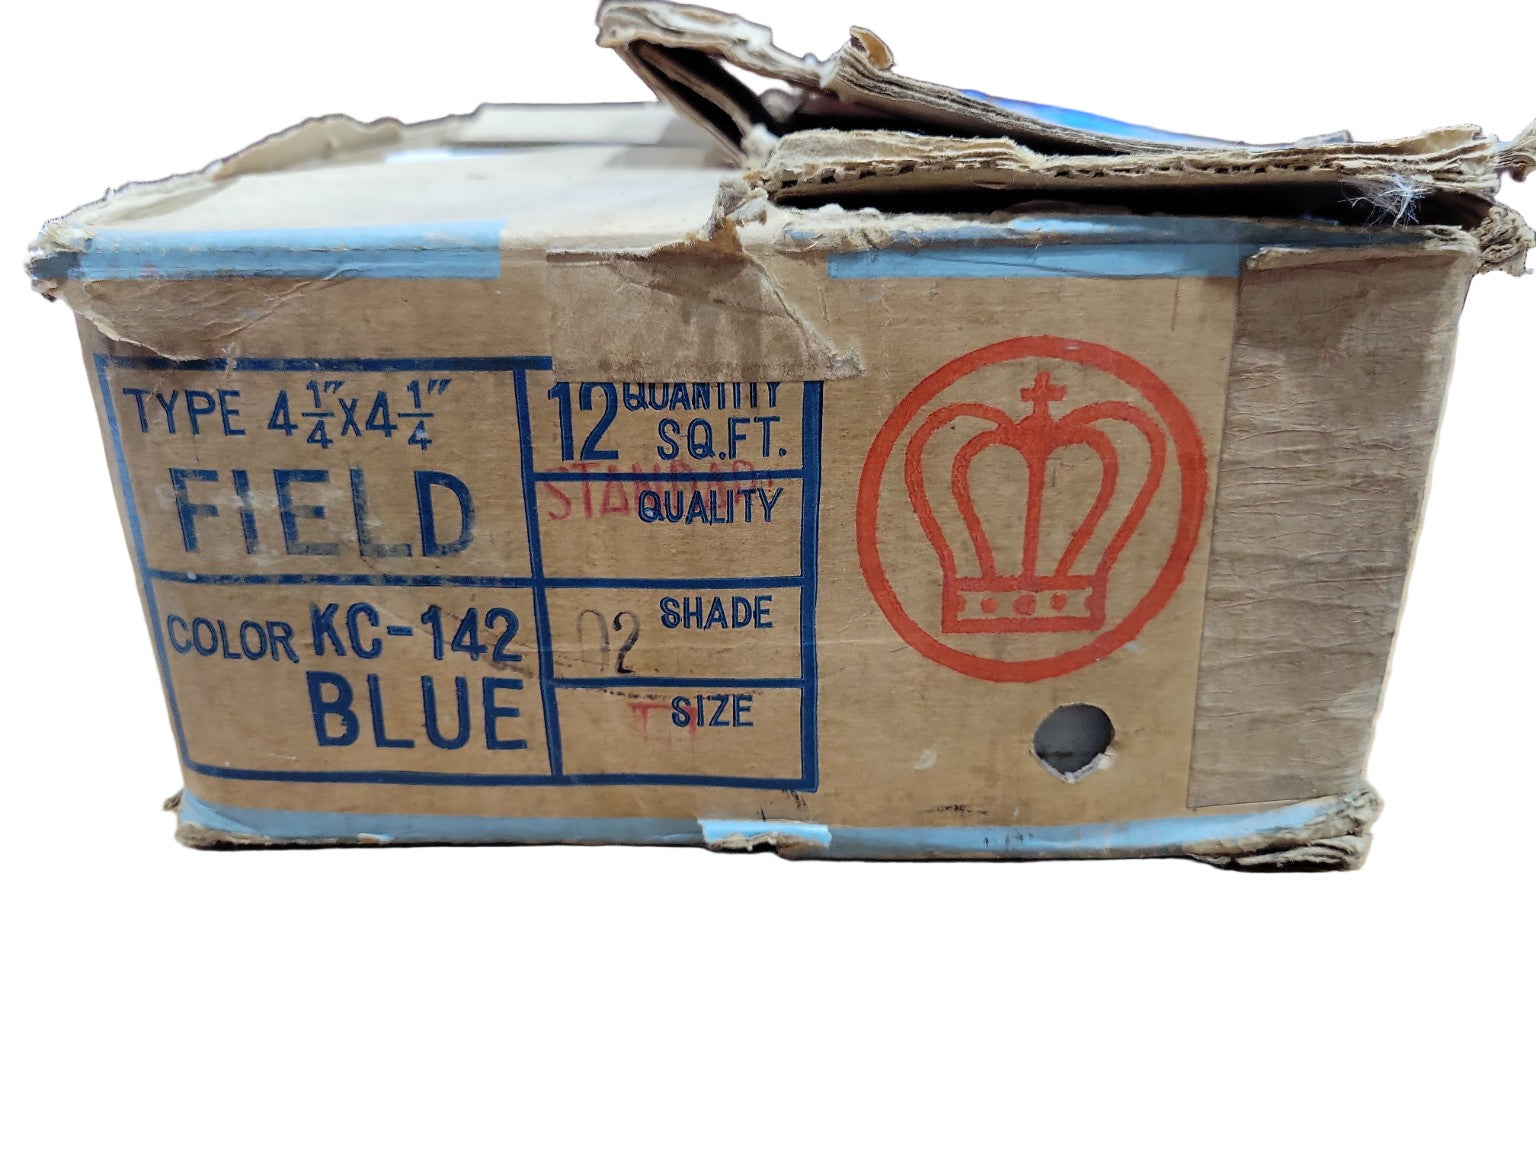 TYPE 4 1/4" X 4 1/4"
FIELD
COLOR KC-142
BLUE
12 QUANTITY
SQ.FT.
QUALITY
SHADE
02
SIZE